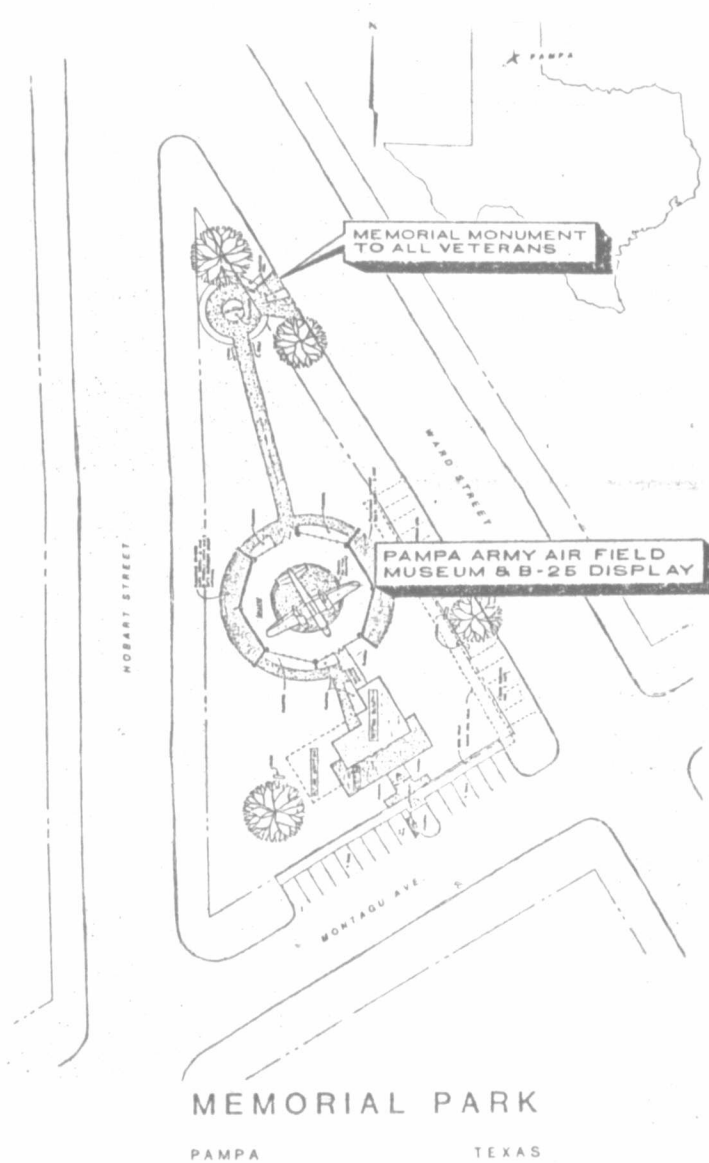 N
PAMPA
MEMORIAL MONUMENT
TO ALL VETERANS
WARD STREET
PAMPA ARMY AIR FIELD
MUSEUM & B-25 DISPLAY
HOBART STREET
MONTAGU AVE.
MEMORIAL PARK
PAMPA TEXAS